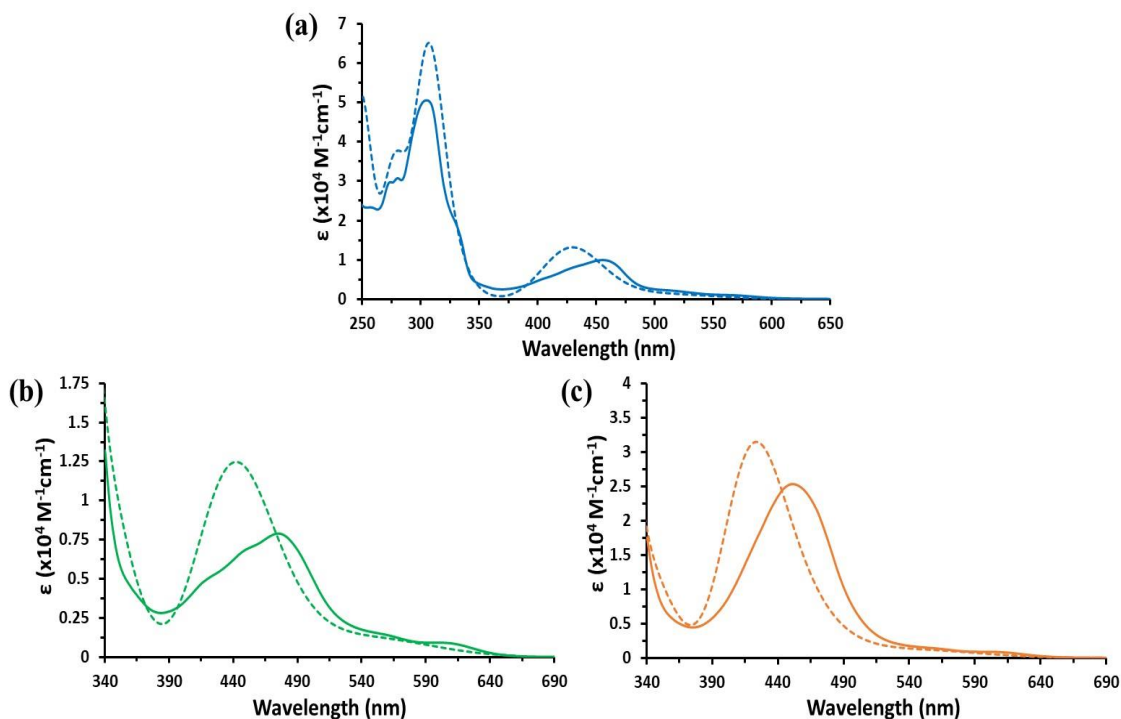 (a)
7
6
5
4
3
2
1
0
ε (x10⁴ M⁻¹cm⁻¹)
250 300 350 400 450 500 550 600 650
Wavelength (nm)
(b)
1.75
1.5
1.25
1
0.75
0.5
0.25
0
ε (x10⁴ M⁻¹cm⁻¹)
340 390 440 490 540 590 640 690
Wavelength (nm)
(c)
4
3.5
3
2.5
2
1.5
1
0.5
0
ε (x10⁴ M⁻¹cm⁻¹)
340 390 440 490 540 590 640 690
Wavelength (nm)